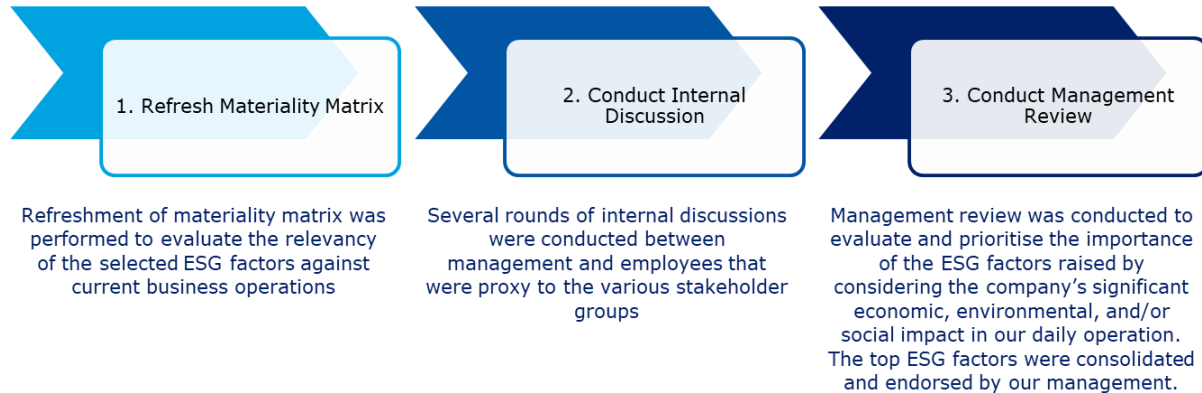 1. Refresh Materiality Matrix
2. Conduct Internal
Discussion
3. Conduct Management
Review
Refreshment of materiality matrix was
performed to evaluate the relevancy
of the selected ESG factors against
current business operations
Several rounds of internal discussions
were conducted between
management and employees that
were proxy to the various stakeholder
groups
Management review was conducted to
evaluate and prioritise the importance
of the ESG factors raised by
considering the company’s significant
economic, environmental, and/or
social impact in our daily operation.
The top ESG factors were consolidated
and endorsed by our management.